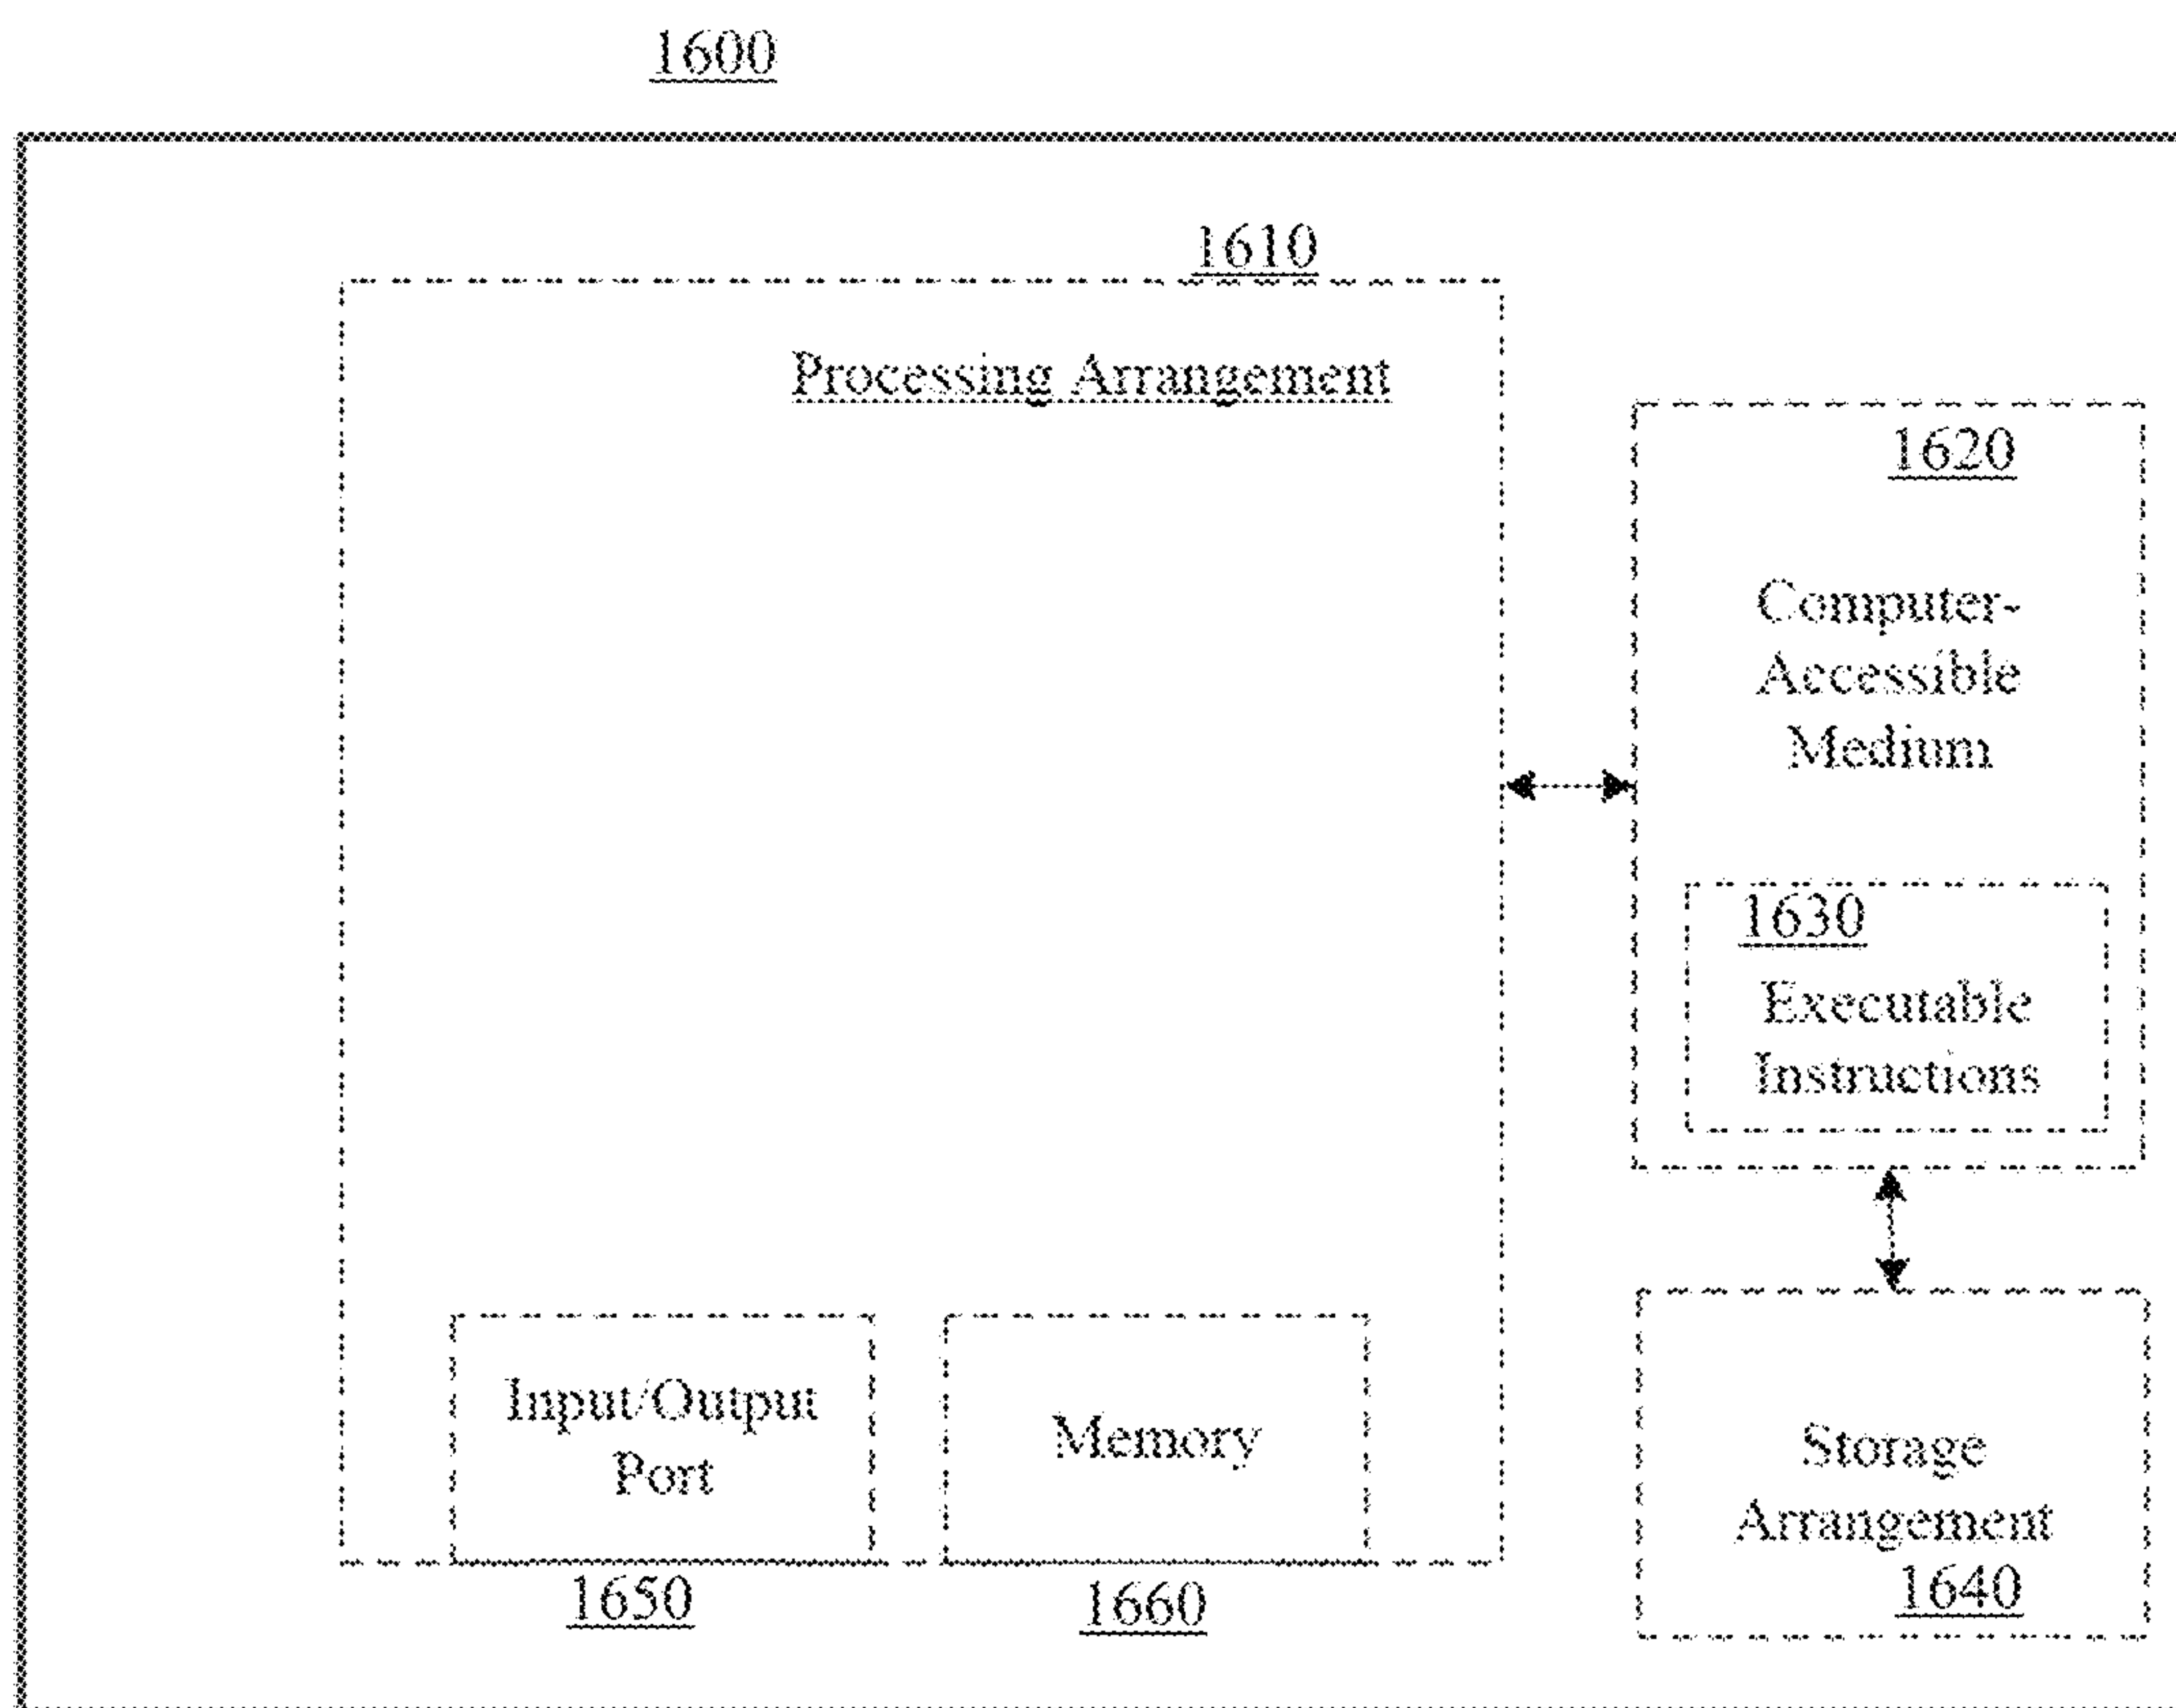 1600
1610
Processing Arrangement
1620
Computer-
Accessible
Medium
1630
Executable
Instructions
Input/Output
Port
Memory
Storage
Arrangement
1640
1650
1660